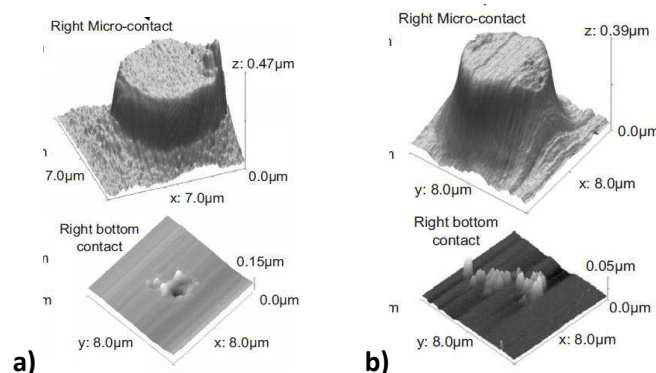 Right Micro-contact
z: 0.47µm
7.0µm
x: 7.0µm
0.0µm
Right bottom
contact
0.15µm
0.0µm
y: 8.0µm
x: 8.0µm
a)
Right Micro-contact
z: 0.39µm
0.0µm
y: 8.0µm
x: 8.0µm
Right bottom
contact
0.05µm
0.0µm
y: 8.0µm
x: 8.0µm
b)